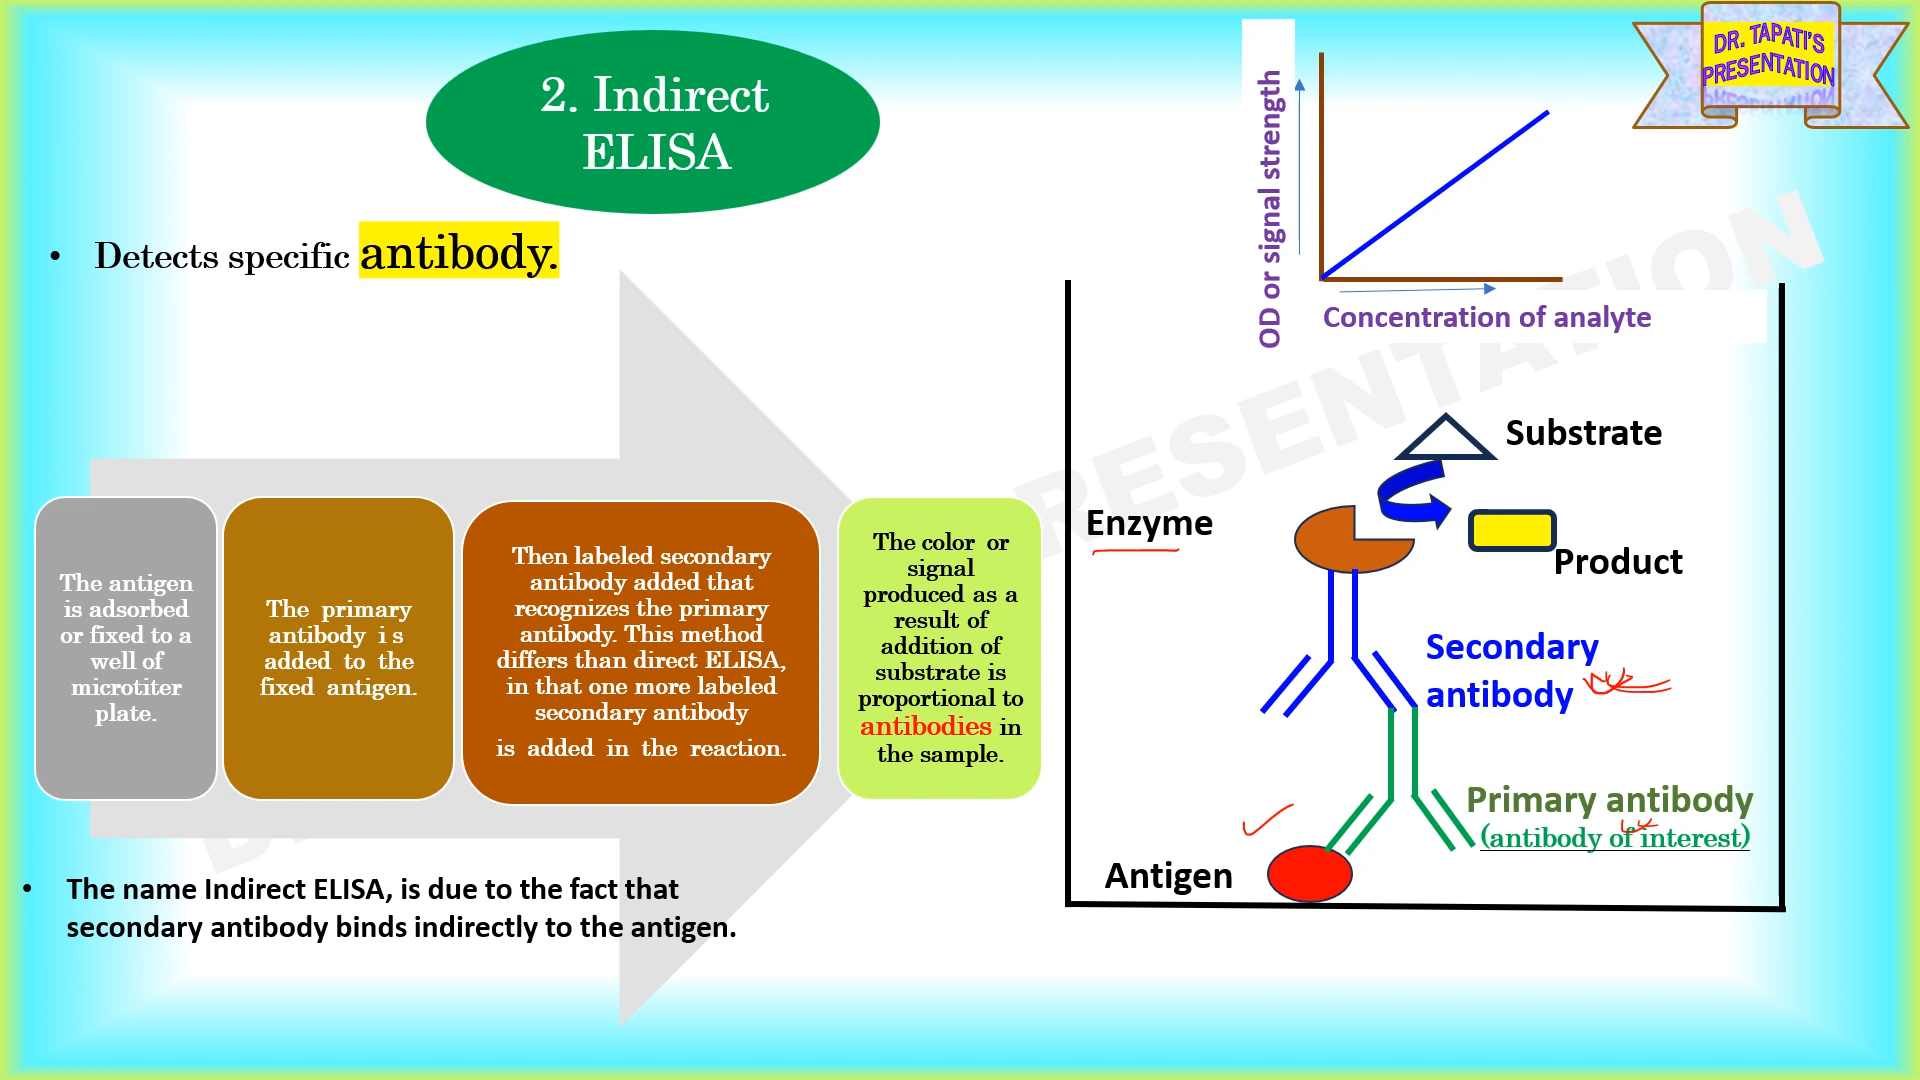 2. Indirect
ELISA
DR. TAPATI'S
PRESENTATION
• Detects specific antibody.
OD or signal strength
Concentration of analyte
The antigen
is adsorbed
or fixed to a
well of
microtiter
plate.
The primary
antibody i s
added to the
fixed antigen.
Then labeled secondary
antibody added that
recognizes the primary
antibody. This method
differs than direct ELISA,
in that one more labeled
secondary antibody
is added in the reaction.
The color or
signal
produced as a
result of
addition of
substrate is
proportional to
antibodies in
the sample.
Substrate
Enzyme
Product
Secondary
antibody
Primary antibody
(antibody of interest)
Antigen
• The name Indirect ELISA, is due to the fact that
secondary antibody binds indirectly to the antigen.